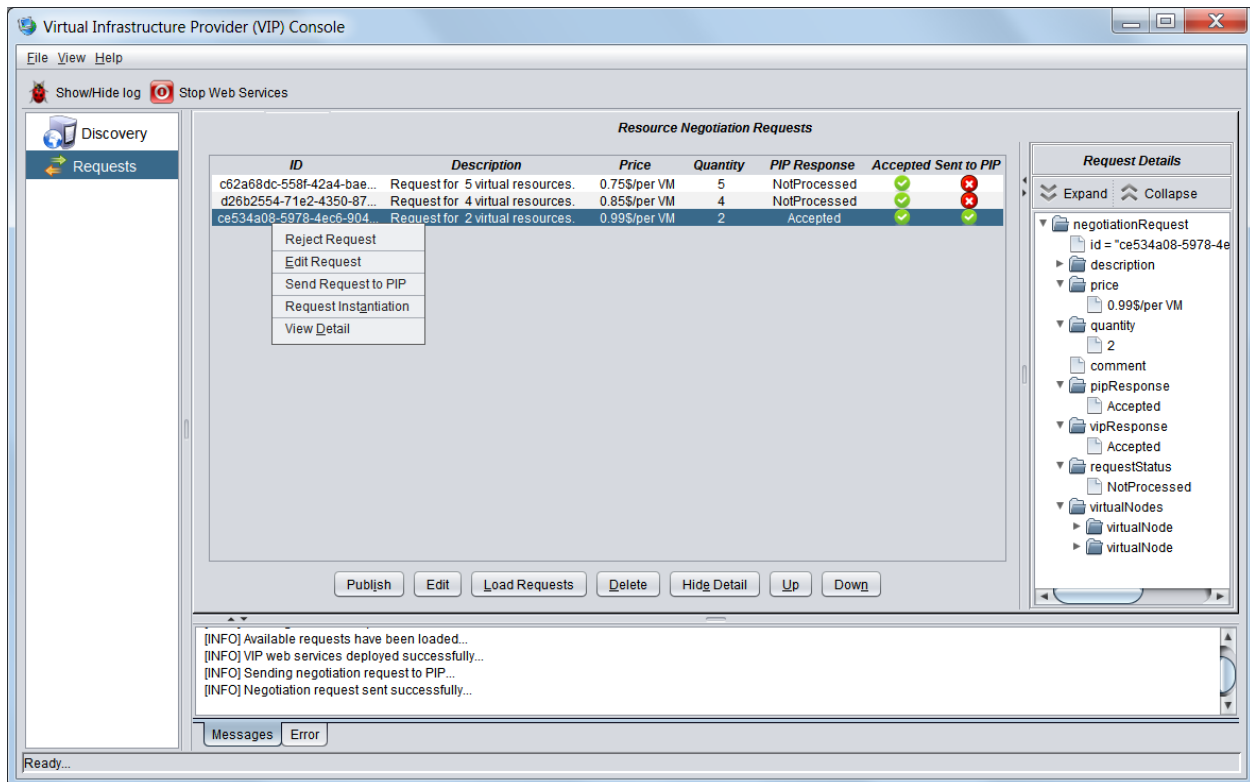 Virtual Infrastructure Provider (VIP) Console
File View Help
Show/Hide log Stop Web Services
Discovery
Requests
Resource Negotiation Requests
ID Description Price Quantity PIP Response Accepted Sent to PIP
c62a68dc-558f-42a4-bae... Request for 5 virtual resources. 0.75$/per VM 5 NotProcessed
d26b2554-71e2-4350-87... Request for 4 virtual resources. 0.85$/per VM 4 NotProcessed
ce534a08-5978-4ec6-904... Request for 2 virtual resources. 0.99$/per VM 2 Accepted
Reject Request
Edit Request
Send Request to PIP
Request Instantiation
View Detail
Publish Edit Load Requests Delete Hide Detail Up Down
Request Details
Expand Collapse
negotiationRequest
id = "ce534a08-5978-4e
description
price
0.99$/per VM
quantity
2
comment
pipResponse
Accepted
vipResponse
Accepted
requestStatus
NotProcessed
virtualNodes
virtualNode
virtualNode
[INFO] Available requests have been loaded...
[INFO] VIP web services deployed successfully...
[INFO] Sending negotiation request to PIP...
[INFO] Negotiation request sent successfully...
Messages Error
Ready...